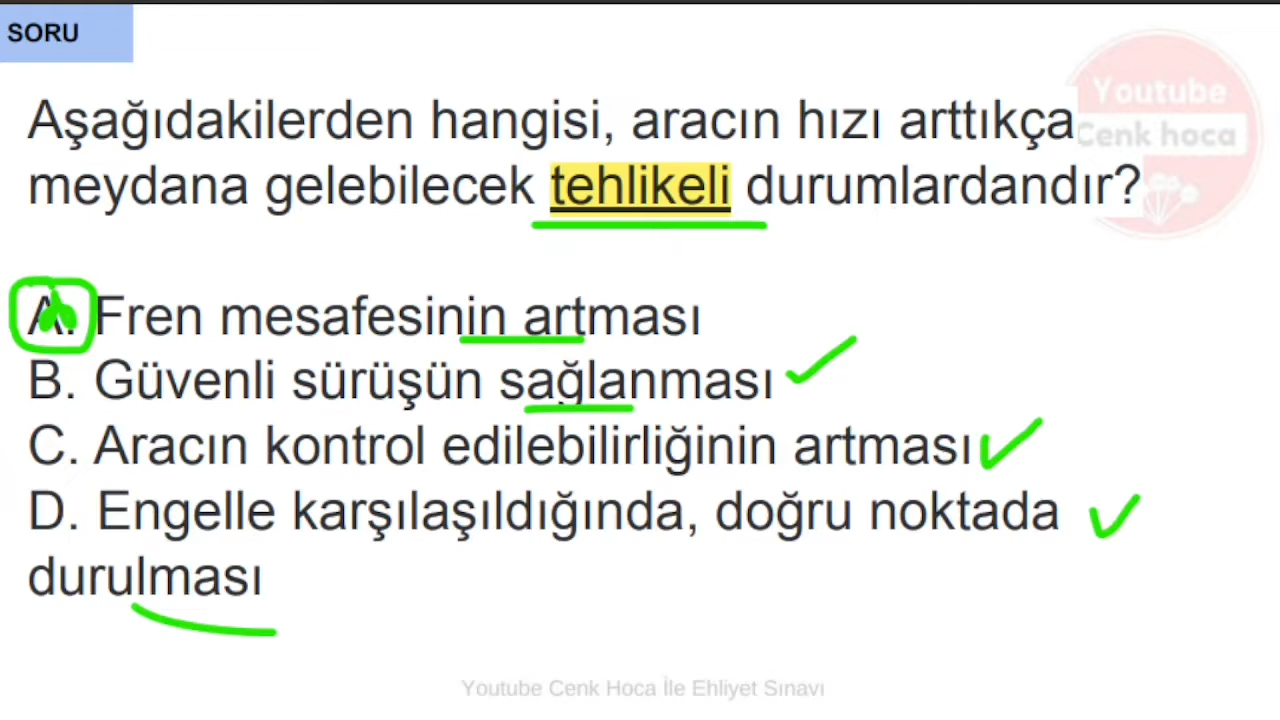 SORU
Youtube
Cenk hoca
Aşağıdakilerden hangisi, aracın hızı arttıkça
meydana gelebilecek tehlikeli durumlardandır?
A. Fren mesafesinin artması
B. Güvenli sürüşün sağlanması
C. Aracın kontrol edilebilirliğinin artması
D. Engelle karşılaşıldığında, doğru noktada
durulması
Youtube Cenk Hoca İle Ehliyet Sınavı